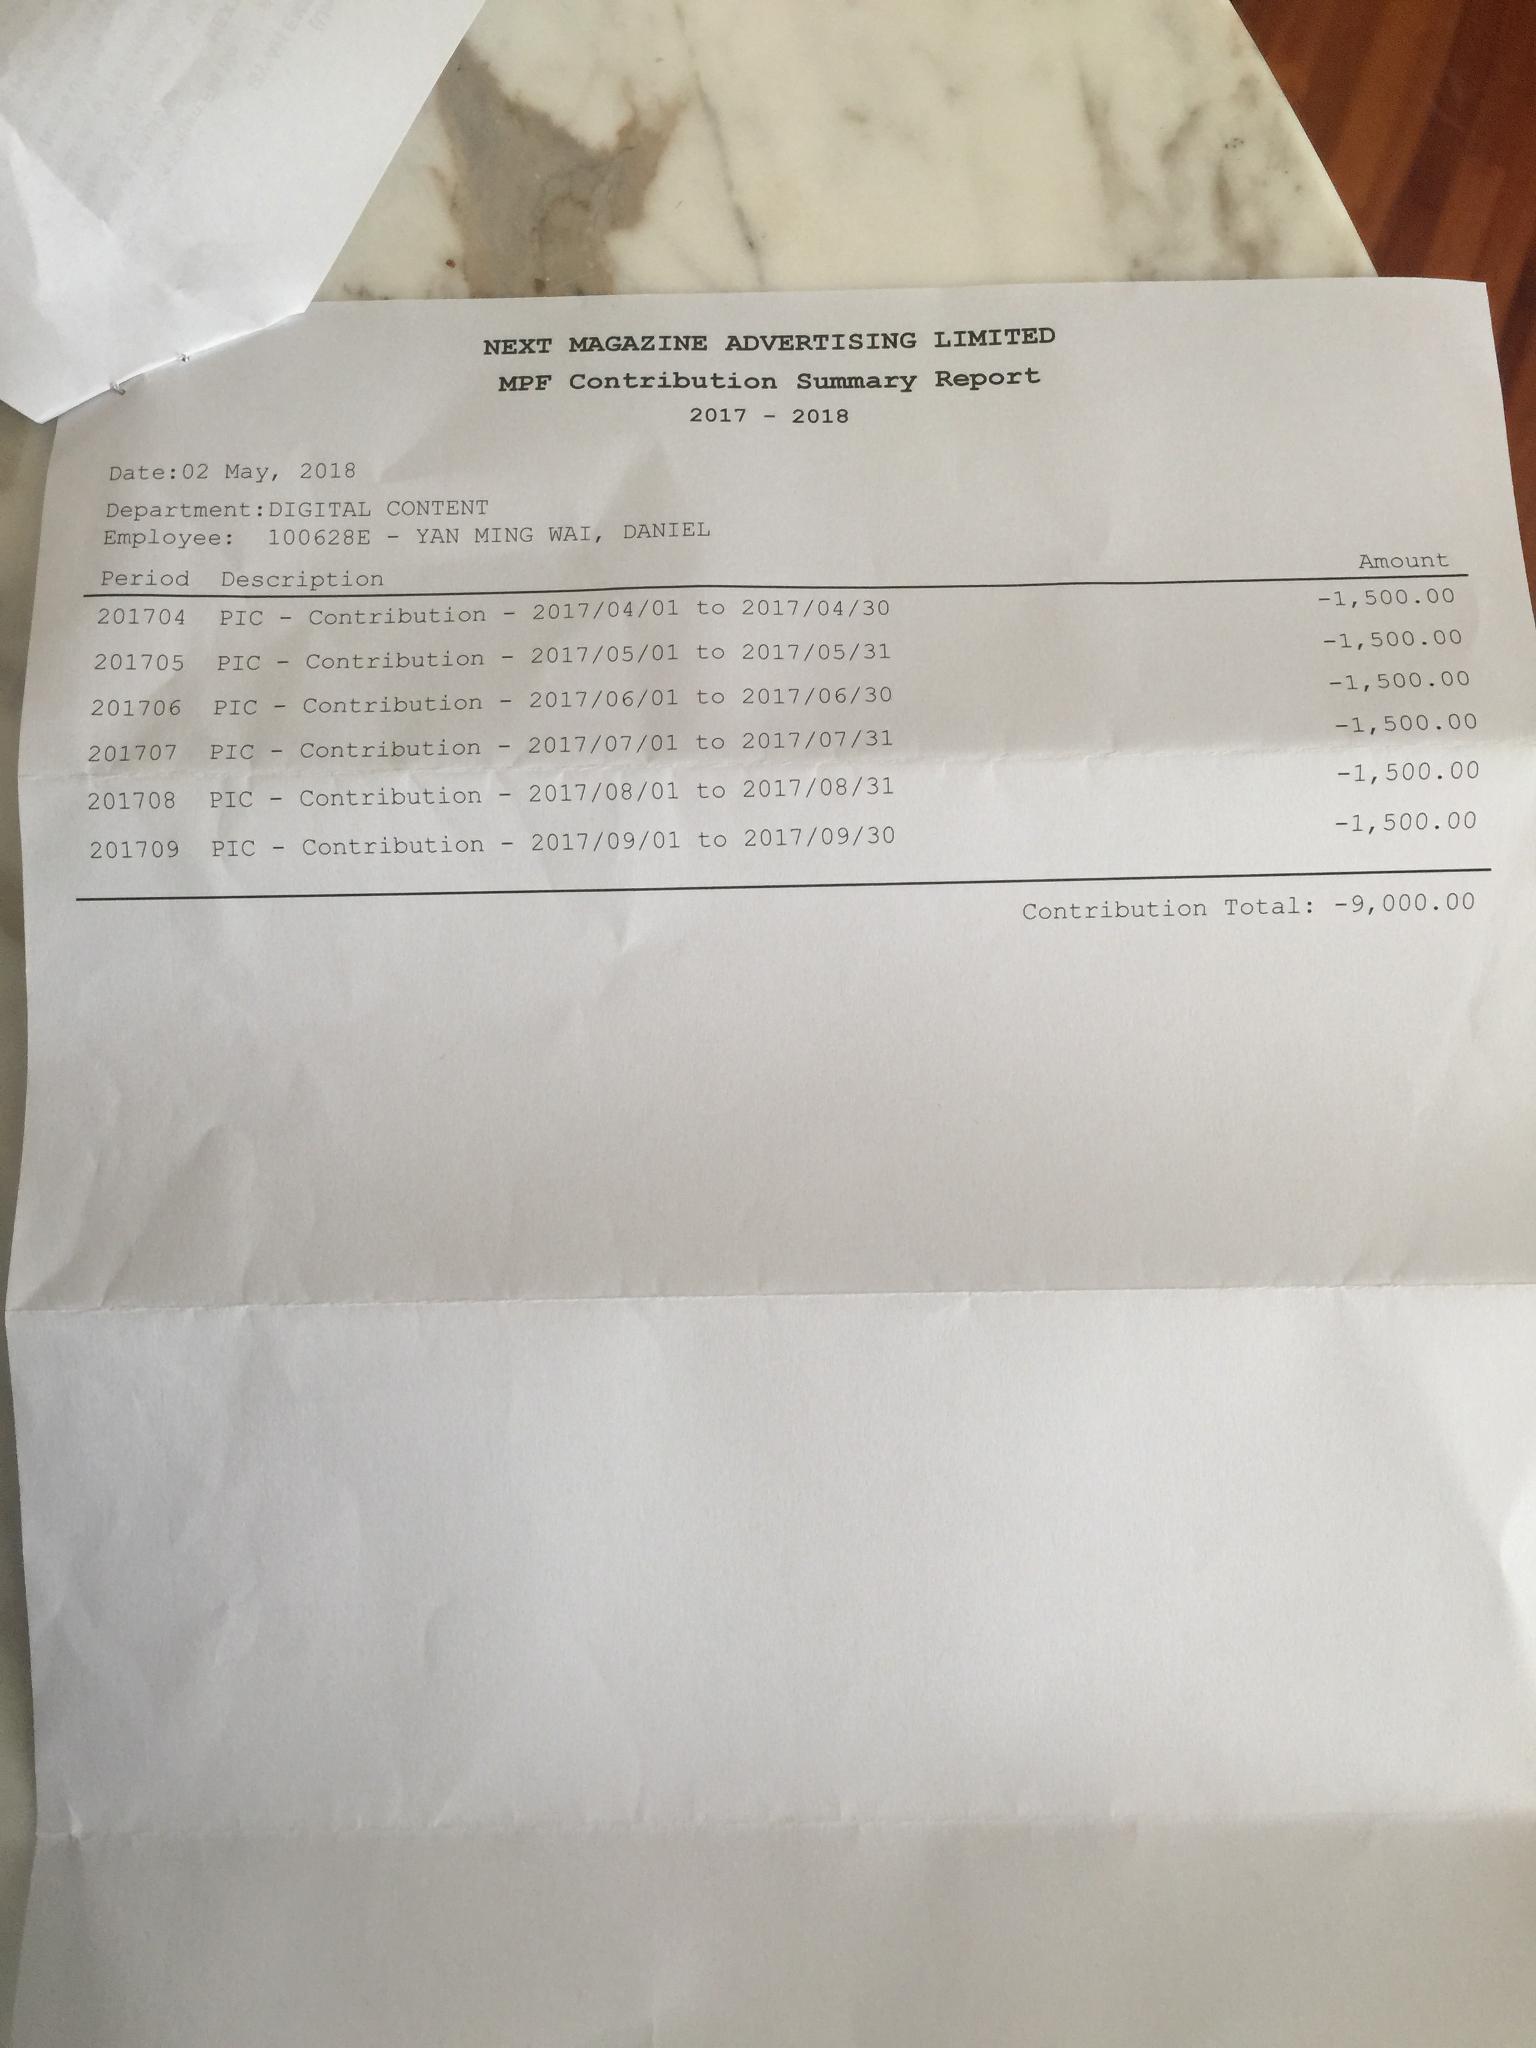 NEXT MAGAZINE ADVERTISING LIMITED
MPF Contribution Summary Report
2017 - 2018
Date:02 May, 2018
Department:DIGITAL CONTENT
Employee: 100628E - YAN MING WAI, DANIEL
Period Description Amount
201704 PIC - Contribution - 2017/04/01 to 2017/04/30 -1,500.00
201705 PIC - Contribution - 2017/05/01 to 2017/05/31 -1,500.00
201706 PIC - Contribution - 2017/06/01 to 2017/06/30 -1,500.00
201707 PIC - Contribution - 2017/07/01 to 2017/07/31 -1,500.00
201708 PIC - Contribution - 2017/08/01 to 2017/08/31 -1,500.00
201709 PIC - Contribution - 2017/09/01 to 2017/09/30 -1,500.00
Contribution Total: -9,000.00